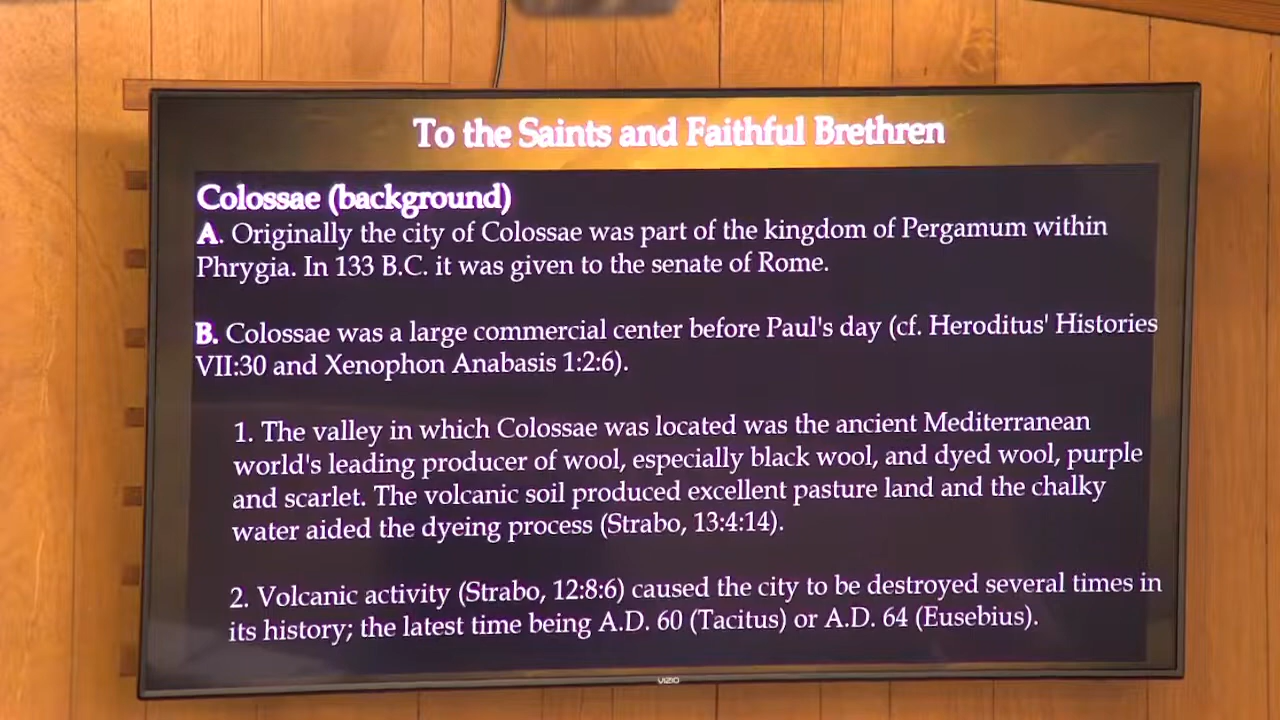 To the Saints and Faithful Brethren
Colossae (background)
A. Originally the city of Colossae was part of the kingdom of Pergamum within
Phrygia. In 133 B.C. it was given to the senate of Rome.
B. Colossae was a large commercial center before Paul's day (cf. Heroditus' Histories
VII:30 and Xenophon Anabasis 1:2:6).
1. The valley in which Colossae was located was the ancient Mediterranean
world's leading producer of wool, especially black wool, and dyed wool, purple
and scarlet. The volcanic soil produced excellent pasture land and the chalky
water aided the dyeing process (Strabo, 13:4:14).
2. Volcanic activity (Strabo, 12:8:6) caused the city to be destroyed several times in
its history; the latest time being A.D. 60 (Tacitus) or A.D. 64 (Eusebius).
VIZIO